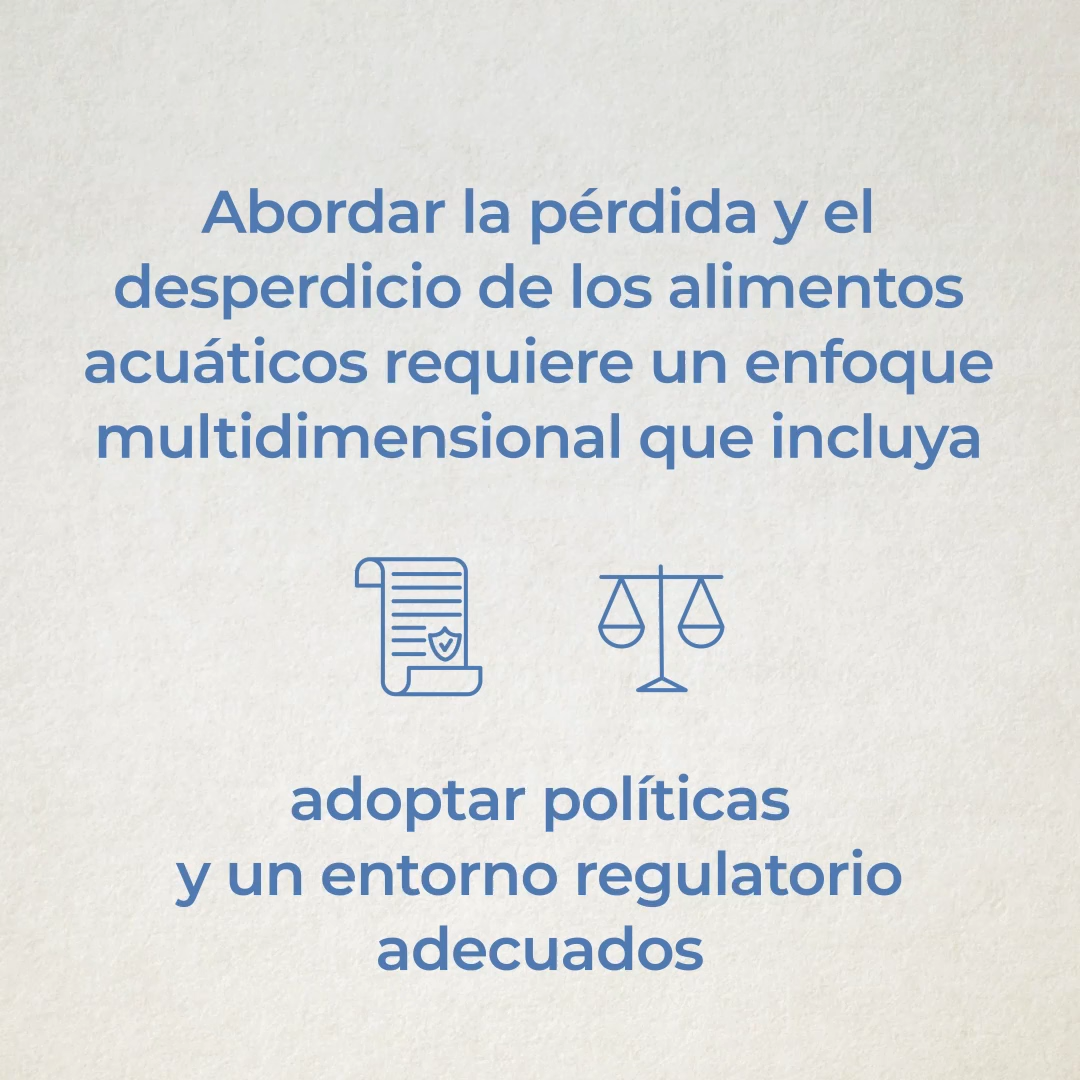 Abordar la pérdida y el
desperdicio de los alimentos
acuáticos requiere un enfoque
multidimensional que incluya
adoptar políticas
y un entorno regulatorio
adecuados